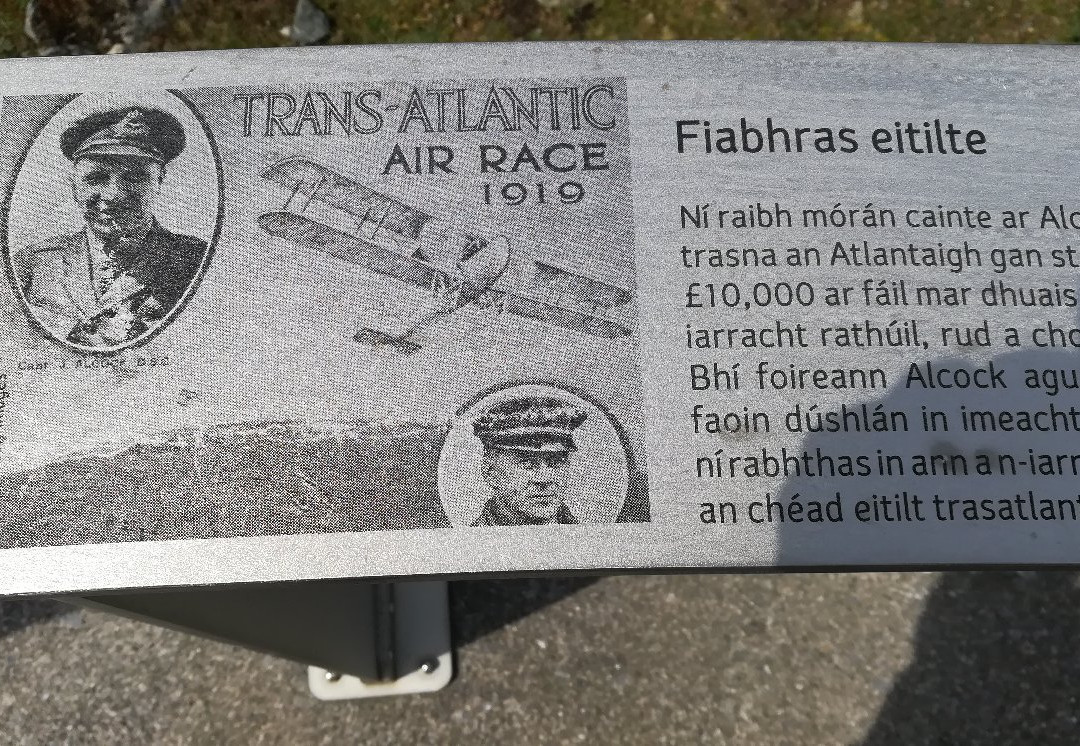 TRANS-ATLANTIC
AIR RACE
1919
CAPT J. ALCOCK D.S.C.
Fiabhras eitilte
Ní raibh mórán cainte ar Alc
trasna an Atlantaigh gan st
£10,000 ar fáil mar dhuais
iarracht rathúil, rud a cho
Bhí foireann Alcock agu
faoin dúshlán in imeacht
ní rabhthas in ann a n-iarr
an chéad eitilt trasatlant